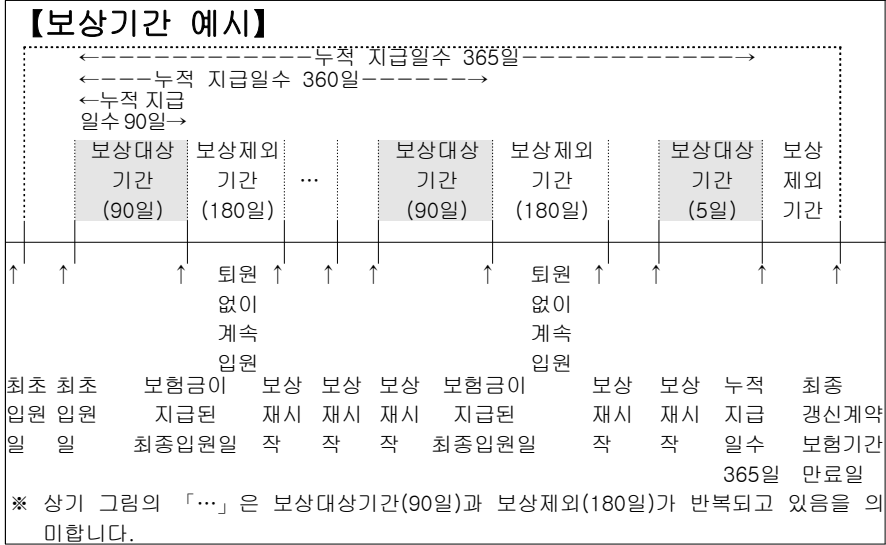 【보상기간 예시】
←――――――――――――누적 지급일수 365일――――――――――――→
←――――누적 지급일수 360일――――――→
←누적 지급
일수 90일→
보상대상 보상제외 보상대상 보상제외 보상대상 보상
기간 기간 … 기간 기간 기간 제외
(90일) (180일) (90일) (180일) (5일) 기간
↑ ↑ ↑ 퇴원 ↑ ↑ ↑ ↑ 퇴원 ↑ ↑ ↑ ↑
없이 없이
계속 계속
입원 입원
최초 최초 보험금이 보상 보상 보상 보험금이 보상 보상 누적 최종
입원 입원 지급된 재시 재시 재시 지급된 재시 재시 지급 갱신계약
일 일 최종입원일 작 작 작 최종입원일 작 작 일수 보험기간
365일 만료일
※ 상기 그림의 「…」은 보상대상기간(90일)과 보상제외(180일)가 반복되고 있음을 의
미합니다.